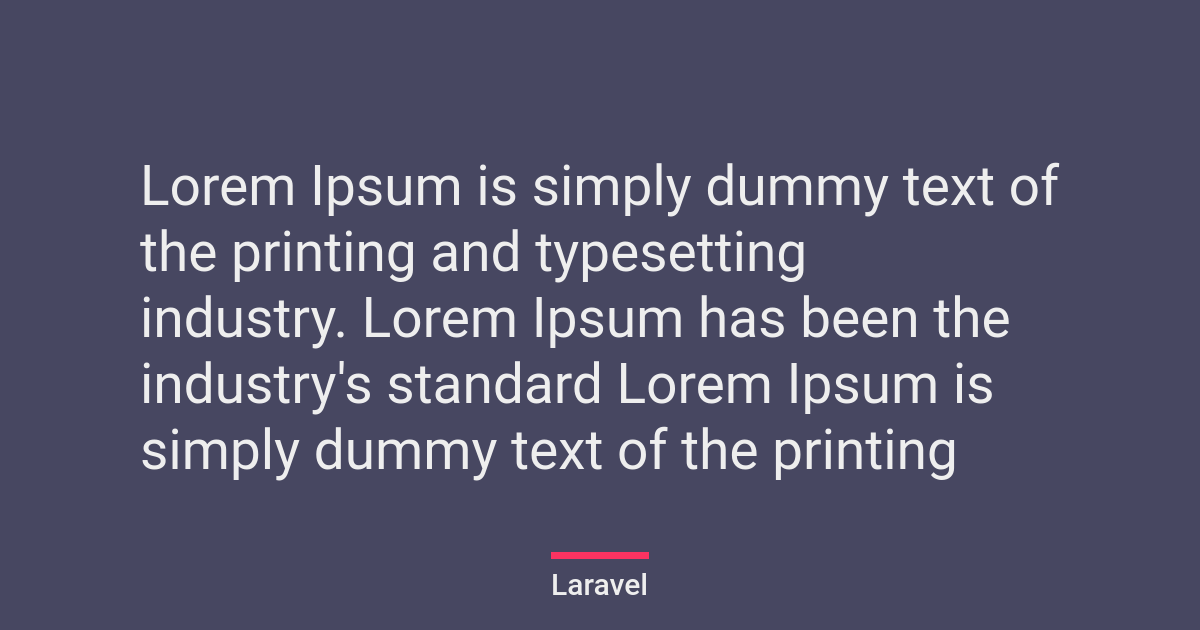 Lorem Ipsum is simply dummy text of
the printing and typesetting
industry. Lorem Ipsum has been the
industry's standard Lorem Ipsum is
simply dummy text of the printing
Laravel